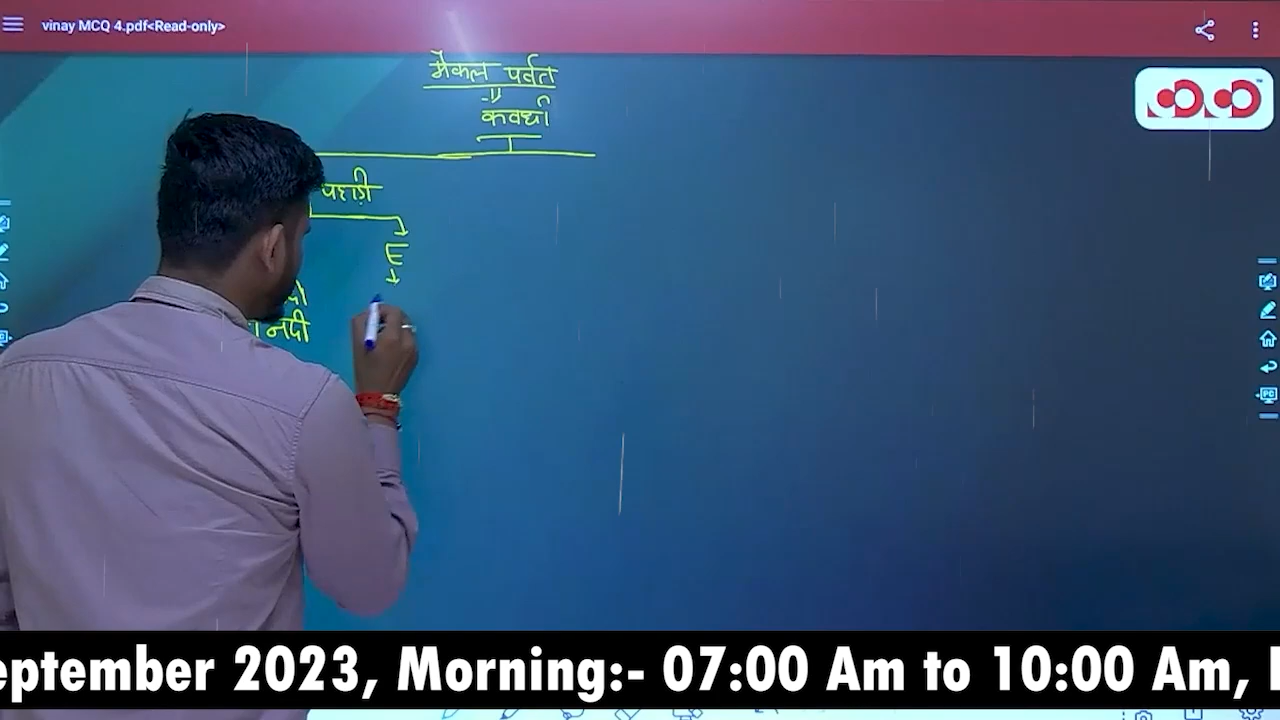 vinay MCQ 4.pdf<Read-only>
मैकल पर्वत
कवर्धा
पहाड़ी
E
नदी
eptember 2023, Morning:- 07:00 Am to 10:00 Am,